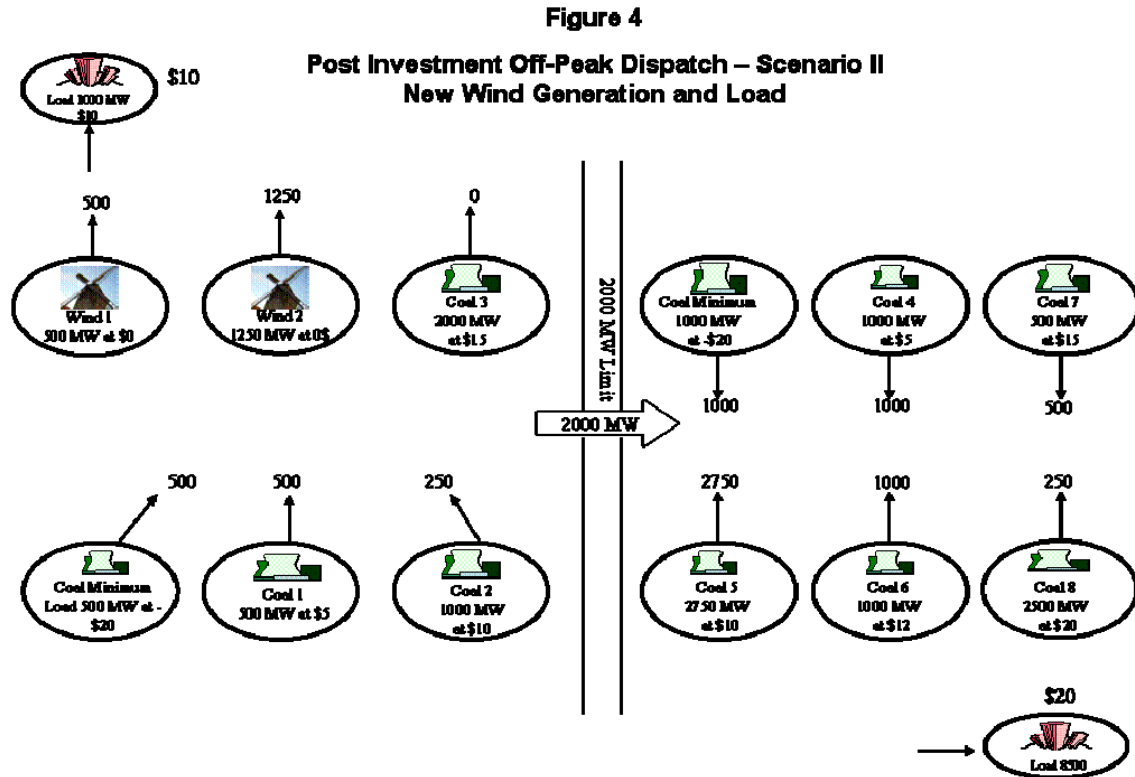 Figure 4
Post Investment Off-Peak Dispatch – Scenario II
New Wind Generation and Load
Load 1000 MW
$10
$10
500
1250
0
Wind 1
500 MW at $0
Wind 2
1250 MW at 0$
Coal 3
2000 MW
at $15
2000 MW Limit
Coal Minimum
1000 MW
at -$20
Coal 4
1000 MW
at $5
Coal 7
500 MW
at $15
1000
1000
500
2000 MW
500
500
250
2750
1000
250
Coal Minimum
Load 500 MW at -
$20
Coal 1
500 MW at $5
Coal 2
1000 MW
at $10
Coal 5
2750 MW
at $10
Coal 6
1000 MW
at $12
Coal 8
2500 MW
at $20
$20
Load 8500